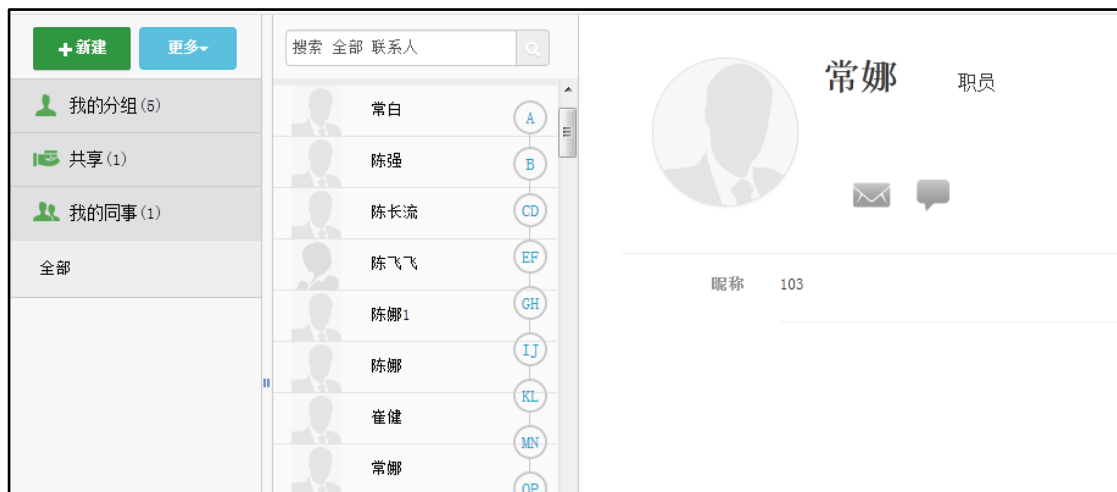 新建
更多
我的分组(5)
共享(1)
我的同事(1)
全部
搜索 全部 联系人
常白
陈强
陈长流
陈飞飞
陈娜1
陈娜
崔健
常娜
A
B
CD
EF
GH
IJ
KL
MN
OP
常娜 职员
昵称 103